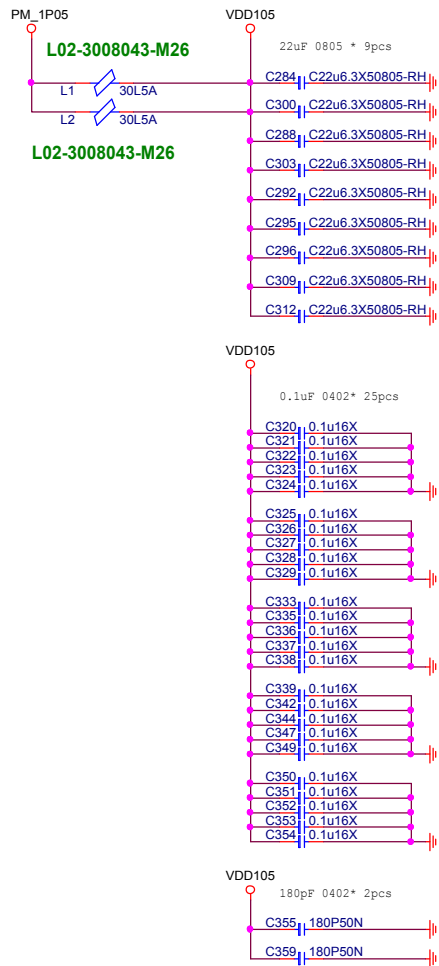 PM_1P05 VDD105
L02-3008043-M26
22uF 0805 * 9pcs
L1 30L5A
L2 30L5A
L02-3008043-M26
C284 C22u6.3X50805-RH
C300 C22u6.3X50805-RH
C288 C22u6.3X50805-RH
C303 C22u6.3X50805-RH
C292 C22u6.3X50805-RH
C295 C22u6.3X50805-RH
C296 C22u6.3X50805-RH
C309 C22u6.3X50805-RH
C312 C22u6.3X50805-RH
VDD105
0.1uF 0402* 25pcs
C320 0.1u16X
C321 0.1u16X
C322 0.1u16X
C323 0.1u16X
C324 0.1u16X
C325 0.1u16X
C326 0.1u16X
C327 0.1u16X
C328 0.1u16X
C329 0.1u16X
C333 0.1u16X
C335 0.1u16X
C336 0.1u16X
C337 0.1u16X
C338 0.1u16X
C339 0.1u16X
C342 0.1u16X
C344 0.1u16X
C347 0.1u16X
C349 0.1u16X
C350 0.1u16X
C351 0.1u16X
C352 0.1u16X
C353 0.1u16X
C354 0.1u16X
VDD105
180pF 0402* 2pcs
C355 180P50N
C359 180P50N